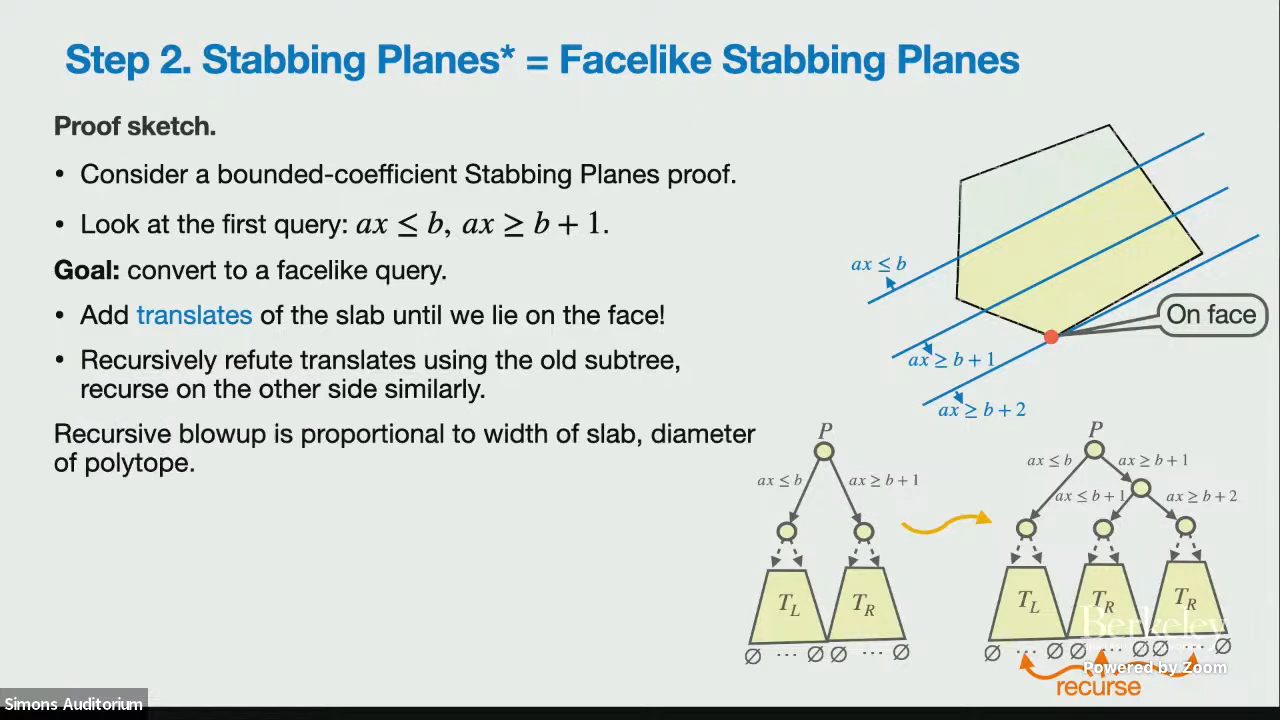 Step 2. Stabbing Planes* = Facelike Stabbing Planes
Proof sketch.
• Consider a bounded-coefficient Stabbing Planes proof.
• Look at the first query: ax ≤ b, ax ≥ b + 1.
Goal: convert to a facelike query.
• Add translates of the slab until we lie on the face!
• Recursively refute translates using the old subtree,
recurse on the other side similarly.
Recursive blowup is proportional to width of slab, diameter
of polytope.
ax ≤ b
On face
ax ≥ b + 1
ax ≥ b + 2
P
ax ≤ b
ax ≥ b + 1
T_L
T_R
∅ ··· ∅ ∅ ··· ∅
P
ax ≤ b
ax ≥ b + 1
ax ≤ b + 1
ax ≥ b + 2
T_L
T_R
T_R
∅ ··· ∅ ∅ ··· ∅ ∅ ··· ∅
recurse
Berkeley
Powered by Zoom
Simons Auditorium